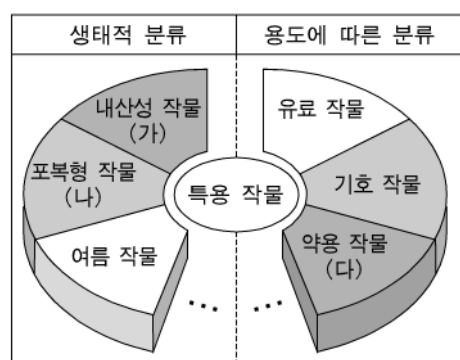 생태적 분류
용도에 따른 분류
내산성 작물
(가)
포복형 작물
(나)
여름 작물
특용 작물
유료 작물
기호 작물
약용 작물
(다)
...
...